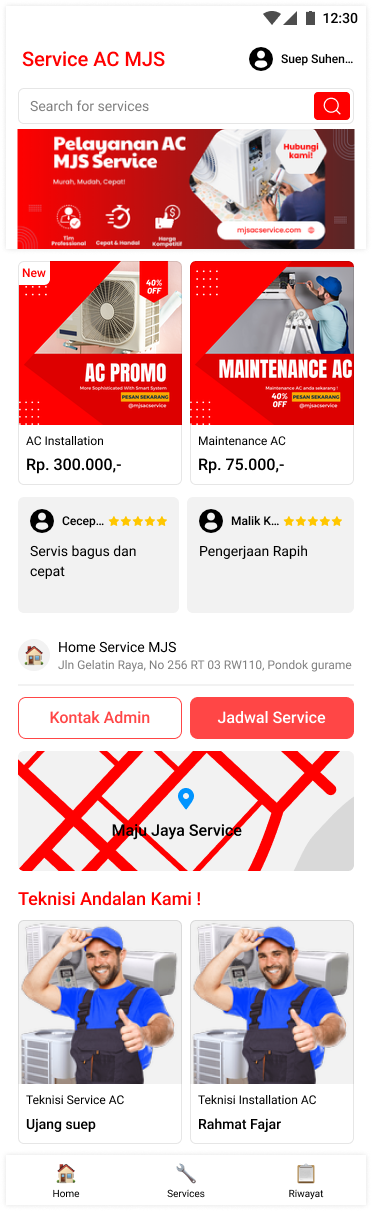 12:30
Service AC MJS
Suep Suhen...
Search for services
Pelayanan AC
MJS Service
Murah, Mudah, Cepat!
Hubungi
kami!
Tim
Professional
Cepat & Handal
Harga
Kompetitif
mjsacservice.com
New
40%
OFF
AC PROMO
More Sophisticated With Smart System
PESAN SEKARANG
@mjsacservice
MAINTENANCE AC
Maintenance AC anda sekarang !
40%
OFF
PESAN SEKARANG
@mjsacservice
AC Installation
Rp. 300.000,-
Maintenance AC
Rp. 75.000,-
Cecep...
Servis bagus dan
cepat
Malik K...
Pengerjaan Rapih
Home Service MJS
Jln Gelatin Raya, No 256 RT 03 RW110, Pondok gurame
Kontak Admin
Jadwal Service
Maju Jaya Service
Teknisi Andalan Kami !
Teknisi Service AC
Ujang suep
Teknisi Installation AC
Rahmat Fajar
Home
Services
Riwayat